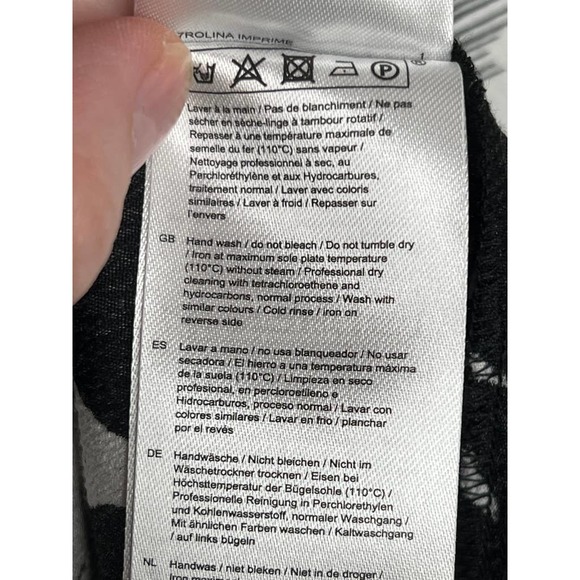 ROLINA IMPRIME
P
Laver à la main / Pas de blanchiment / Ne pas
sécher en sèche-linge à tambour rotatif /
Repasser à une température maximale de
semelle du fer (110°C) sans vapeur /
Nettoyage professionnel à sec, au
Perchloréthylène et aux Hydrocarbures,
traitement normal / Laver avec coloris
similaires / Laver à froid / Repasser sur
l'envers
GB Hand wash / do not bleach / Do not tumble dry
/ Iron at maximum sole plate temperature
(110°C) without steam / Professional dry
cleaning with tetrachloroethene and
hydrocarbons, normal process / Wash with
similar colours / Cold rinse / iron on
reverse side
ES Lavar a mano / no usa blanqueador / No usar
secadora / El hierro a una temperatura máxima
de la suela (110°C) / Limpieza en seco
profesional, en percloroetileno e
Hidrocarburos, proceso normal / Lavar con
colores similares / Lavar en frio / planchar
por el revés
DE Handwäsche / Nicht bleichen / Nicht im
Wäschetrockner trocknen / Eisen bei
Höchsttemperatur der Bügelsohle (110°C) /
Professionelle Reinigung in Perchlorethylen
und Kohlenwasserstoff, normaler Waschgang /
Mit ähnlichen Farben waschen / Kaltwaschgang
/ auf links bügeln
NL Handwas / niet bleken / Niet in de droger /